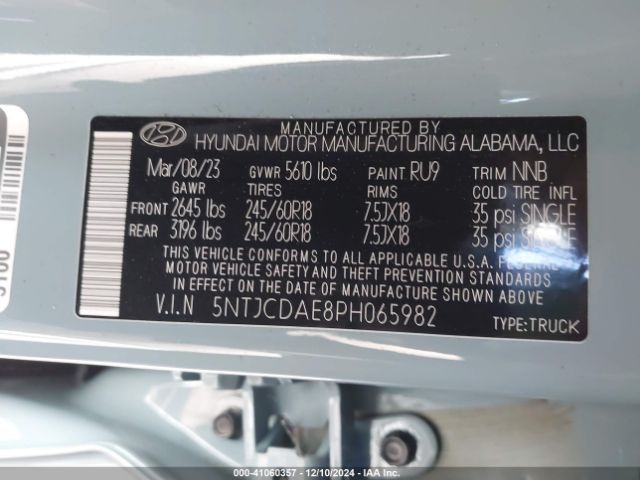 MANUFACTURED BY
HYUNDAI MOTOR MANUFACTURING ALABAMA, LLC
Mar/08/23 GVWR 5610 lbs PAINT RU9 TRIM NNB
GAWR TIRES RIMS COLD TIRE INFL
FRONT 2645 lbs 245/60R18 7.5JX18 35 psi SINGLE
REAR 3196 lbs 245/60R18 7.5JX18 35 psi SINGLE
THIS VEHICLE CONFORMS TO ALL APPLICABLE U.S.A. FEDERAL
MOTOR VEHICLE SAFETY AND THEFT PREVENTION STANDARDS
IN EFFECT ON THE DATE OF MANUFACTURE SHOWN ABOVE.
V.I.N 5NTJCDAE8PH065982
TYPE:TRUCK
000-41060357 - 12/10/2024 - IAA Inc.